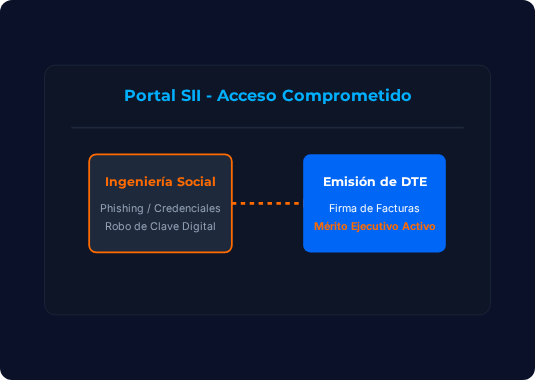 Portal SII - Acceso Comprometido
Ingeniería Social
Phishing / Credenciales
Robo de Clave Digital
Emisión de DTE
Firma de Facturas
Mérito Ejecutivo Activo